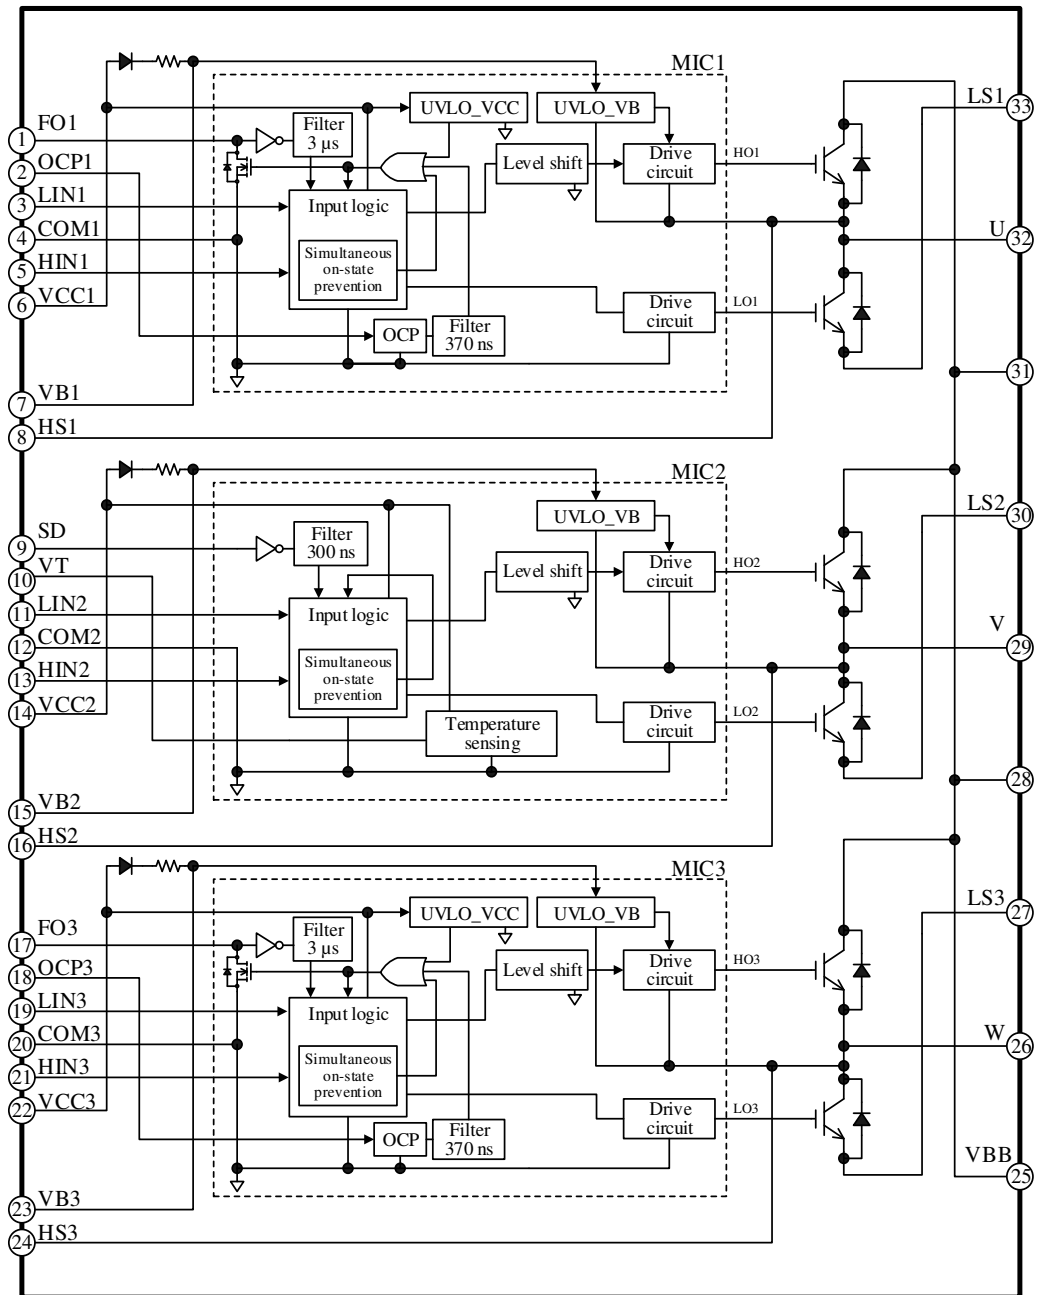 MIC1
UVLO_VCC
UVLO_VB
LS1
33
1
FO1
Filter
3 µs
2
OCP1
Level shift
Drive
circuit
HO1
3
LIN1
Input logic
4
COM1
U
32
Simultaneous
on-state
prevention
5
HIN1
6
VCC1
Drive
circuit
LO1
OCP
Filter
370 ns
31
7
VB1
8
HS1
MIC2
UVLO_VB
LS2
30
SD
9
Filter
300 ns
VT
10
Level shift
Drive
circuit
HO2
LIN2
11
Input logic
COM2
12
V
29
HIN2
13
Simultaneous
on-state
prevention
VCC2
14
Temperature
sensing
Drive
circuit
LO2
28
VB2
15
HS2
16
MIC3
UVLO_VCC
UVLO_VB
LS3
27
FO3
17
Filter
3 µs
OCP3
18
Level shift
Drive
circuit
HO3
LIN3
19
Input logic
COM3
20
W
26
HIN3
21
Simultaneous
on-state
prevention
VCC3
22
Drive
circuit
LO3
OCP
Filter
370 ns
VBB
25
VB3
23
HS3
24